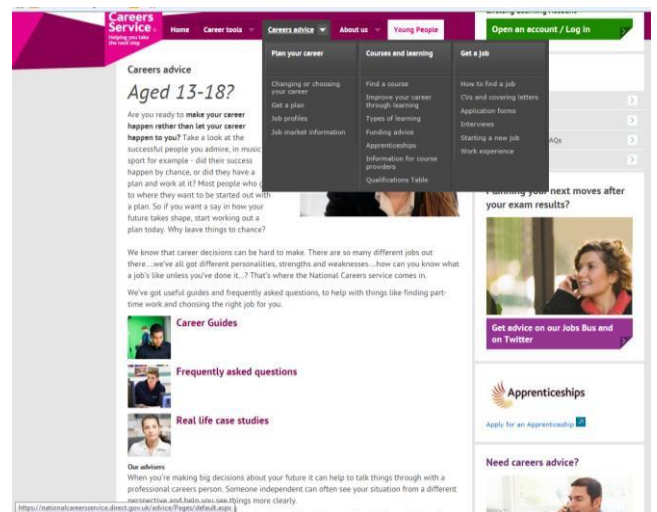 Careers
Service
Helping you take
the next step
Home
Career tools
Careers advice
About us
Young People
Open an account / Log in
Plan your career
Changing or choosing
your career
Get a plan
Job profiles
Job market information
Courses and learning
Find a course
Improve your career
through learning
Types of learning
Funding advice
Apprenticeships
Information for course
providers
Qualifications Table
Get a job
How to find a job
CVs and covering letters
Application forms
Interviews
Starting a new job
Work experience
Careers advice
Aged 13-18?
Are you ready to make your career
happen rather than let your career
happen to you? Take a look at the
successful people you admire, in music
sport for example - did their success
happen by chance, or did they have a
plan and work at it? Most people who
to where they want to be started out with
a plan. So if you want a say in how your
future takes shape, start working out a
plan today. Why leave things to chance?
We know that career decisions can be hard to make. There are so many different jobs out
there...we've all got different personalities, strengths and weaknesses...how can you know what
a job's like unless you've done it...? That's where the National Careers service comes in.
We've got useful guides and frequently asked questions, to help with things like finding part-
time work and choosing the right job for you.
Career Guides
Frequently asked questions
Real life case studies
Our advisers
When you're making big decisions about your future it can help to talk things through with a
professional careers person. Someone independent can often see your situation from a different
perspective and help you see things more clearly.
https://nationalcareersservice.direct.gov.uk/advice/Pages/default.aspx
AQs
your next moves after
your exam results?
Get advice on our Jobs Bus and
on Twitter
Apprenticeships
Apply for an Apprenticeship
Need careers advice?